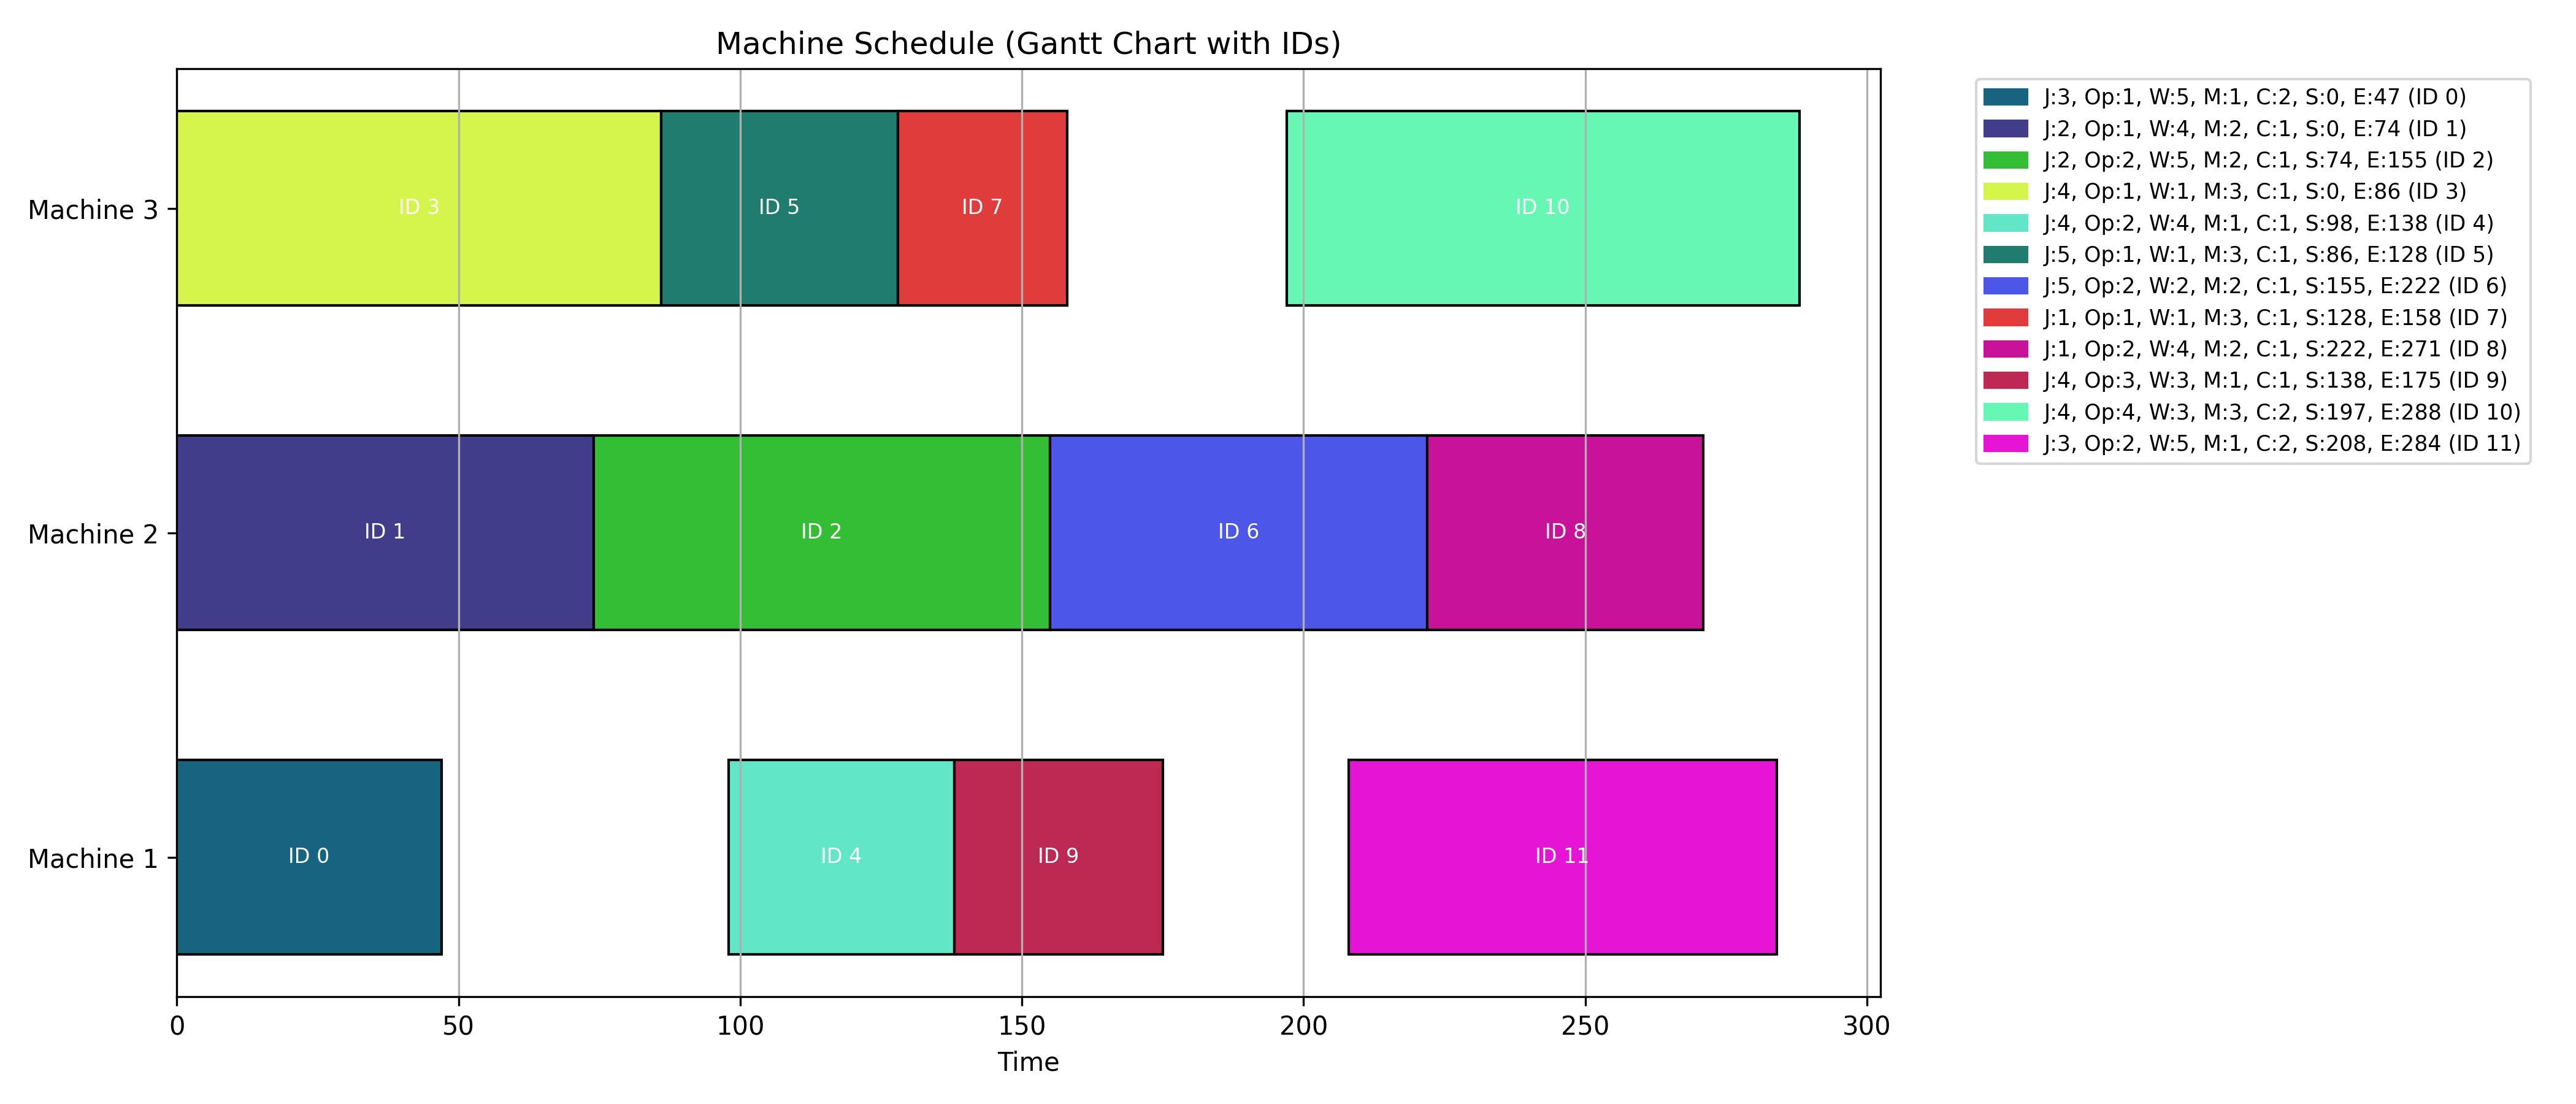 Machine Schedule (Gantt Chart with IDs)
Machine 3
ID 3
ID 5
ID 7
ID 10
Machine 2
ID 1
ID 2
ID 6
ID 8
Machine 1
ID 0
ID 4
ID 9
ID 11
0 50 100 150 200 250 300
Time
J:3, Op:1, W:5, M:1, C:2, S:0, E:47 (ID 0)
J:2, Op:1, W:4, M:2, C:1, S:0, E:74 (ID 1)
J:2, Op:2, W:5, M:2, C:1, S:74, E:155 (ID 2)
J:4, Op:1, W:1, M:3, C:1, S:0, E:86 (ID 3)
J:4, Op:2, W:4, M:1, C:1, S:98, E:138 (ID 4)
J:5, Op:1, W:1, M:3, C:1, S:86, E:128 (ID 5)
J:5, Op:2, W:2, M:2, C:1, S:155, E:222 (ID 6)
J:1, Op:1, W:1, M:3, C:1, S:128, E:158 (ID 7)
J:1, Op:2, W:4, M:2, C:1, S:222, E:271 (ID 8)
J:4, Op:3, W:3, M:1, C:1, S:138, E:175 (ID 9)
J:4, Op:4, W:3, M:3, C:2, S:197, E:288 (ID 10)
J:3, Op:2, W:5, M:1, C:2, S:208, E:284 (ID 11)